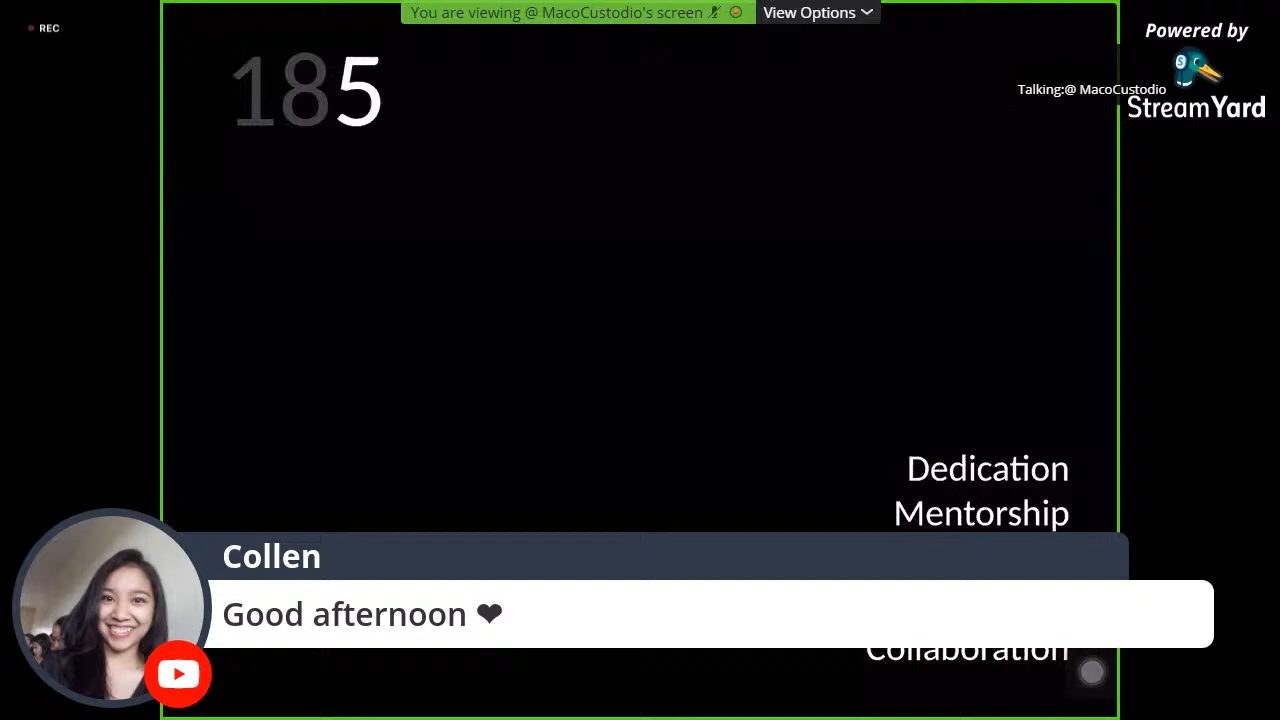 REC
You are viewing @ MacoCustodio's screen
View Options
Powered by
StreamYard
Talking:@ MacoCustodio
185
Dedication
Mentorship
Collen
Good afternoon ❤
Collaboration